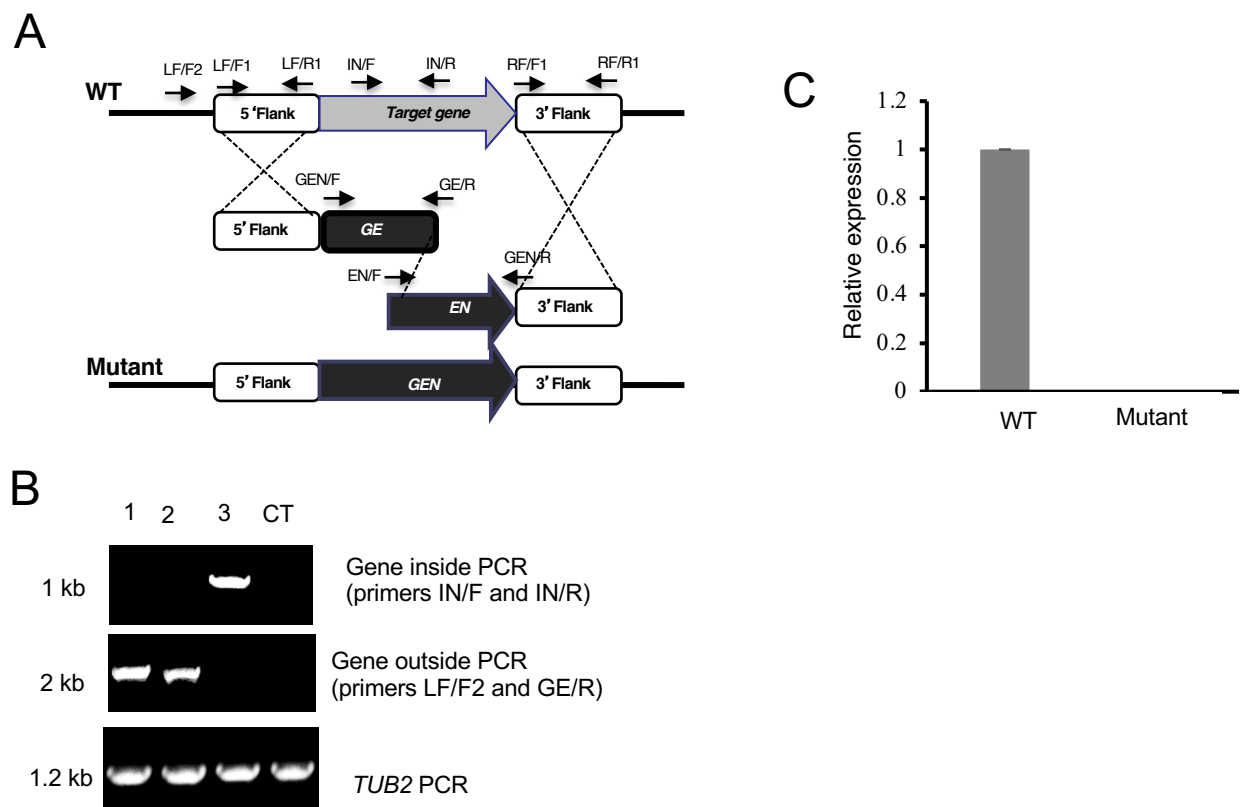 A
LF/F2 LF/F1 LF/R1 IN/F IN/R RF/F1 RF/R1
WT
5‘Flank Target gene 3’ Flank
GEN/F GE/R
5’ Flank GE
EN/F GEN/R
EN 3’ Flank
Mutant
5’ Flank GEN 3’ Flank
C
Relative expression
1.2
1
0.8
0.6
0.4
0.2
0
WT Mutant
B
1 2 3 CT
1 kb
Gene inside PCR
(primers IN/F and IN/R)
2 kb
Gene outside PCR
(primers LF/F2 and GE/R)
1.2 kb
TUB2 PCR